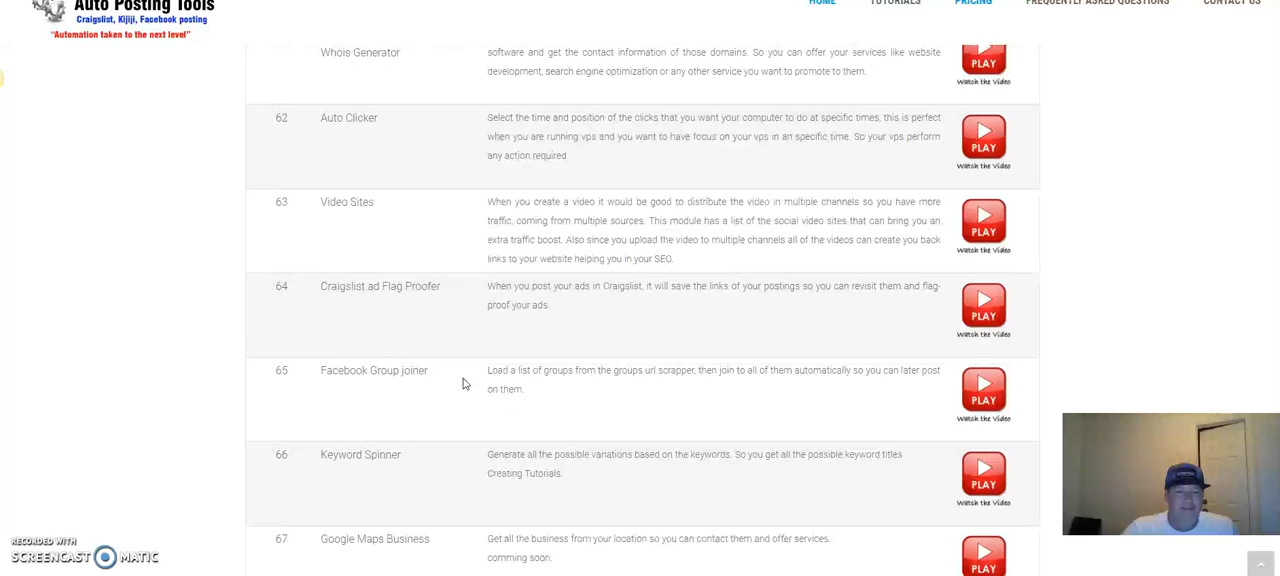 Auto Posting Tools
Craigslist, Kijiji, Facebook posting
"Automation taken to the next level"
HOME TUTORIALS PRICING FREQUENTLY ASKED QUESTIONS CONTACT US
Whois Generator
software and get the contact information of those domains. So you can offer your services like website
development, search engine optimization or any other service you want to promote to them.
PLAY
Watch the Video
62
Auto Clicker
Select the time and position of the clicks that you want your computer to do at specific times, this is perfect
when you are running vps and you want to have focus on your vps in an specific time. So your vps perform
any action required.
PLAY
Watch the Video
63
Video Sites
When you create a video it would be good to distribute the video in multiple channels so you have more
traffic, coming from multiple sources. This module has a list of the social video sites that can bring you an
extra traffic boost. Also since you upload the video to multiple channels all of the videos can create you back
links to your website helping you in your SEO.
PLAY
Watch the Video
64
Craigslist ad Flag Proofer
When you post your ads in Craigslist, it will save the links of your postings so you can revisit them and flag-
proof your ads.
PLAY
Watch the Video
65
Facebook Group joiner
Load a list of groups from the groups url scrapper, then join to all of them automatically so you can later post
on them.
PLAY
Watch the Video
66
Keyword Spinner
Generate all the possible variations based on the keywords. So you get all the possible keyword titles
Creating Tutorials.
PLAY
Watch the Video
67
Google Maps Business
Get all the business from your location so you can contact them and offer services.
comming soon.
PLAY
RECORDED WITH
SCREENCAST MATIC